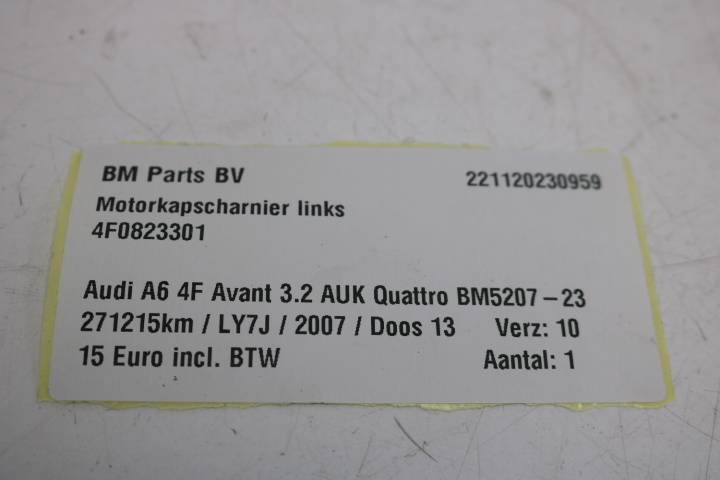 BM Parts BV 221120230959
Motorkapscharnier links
4F0823301
Audi A6 4F Avant 3.2 AUK Quattro BM5207-23
271215km / LY7J / 2007 / Doos 13 Verz: 10
15 Euro incl. BTW Aantal: 1